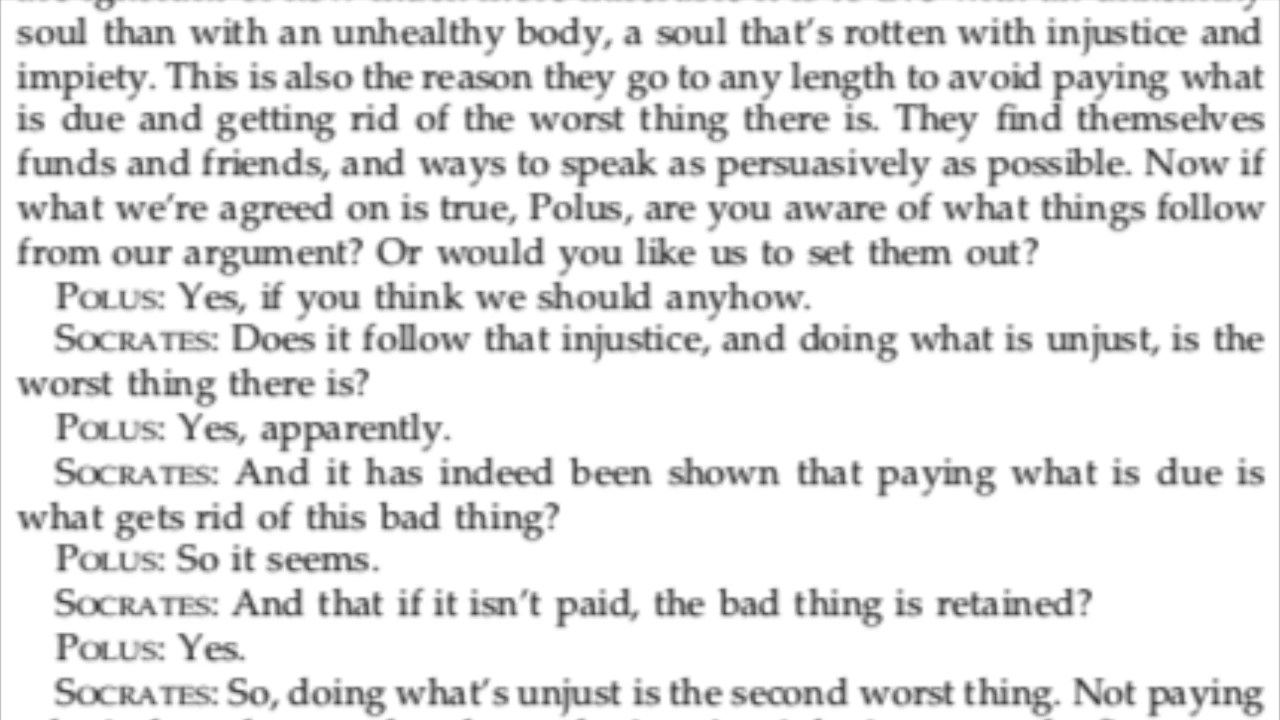 soul than with an unhealthy body, a soul that's rotten with injustice and
impiety. This is also the reason they go to any length to avoid paying what
is due and getting rid of the worst thing there is. They find themselves
funds and friends, and ways to speak as persuasively as possible. Now if
what we're agreed on is true, Polus, are you aware of what things follow
from our argument? Or would you like us to set them out?
POLUS: Yes, if you think we should anyhow.
SOCRATES: Does it follow that injustice, and doing what is unjust, is the
worst thing there is?
POLUS: Yes, apparently.
SOCRATES: And it has indeed been shown that paying what is due is
what gets rid of this bad thing?
POLUS: So it seems.
SOCRATES: And that if it isn't paid, the bad thing is retained?
POLUS: Yes.
SOCRATES: So, doing what's unjust is the second worst thing. Not paying